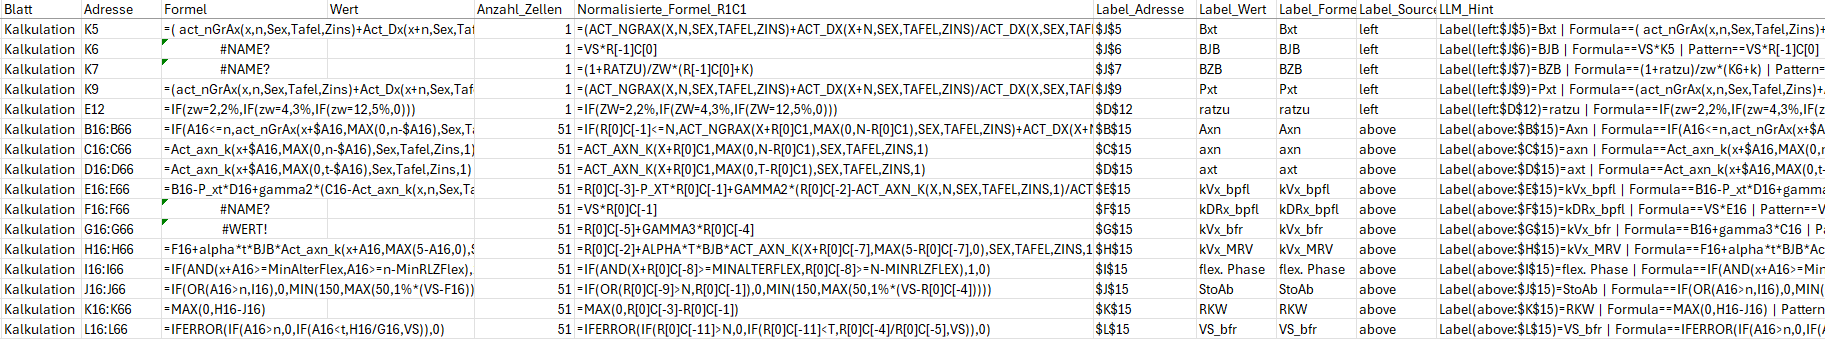 Blatt Adresse Formel Wert Anzahl_Zellen Normalisierte_Formel_R1C1 Label_Adresse Label_Wert Label_Forme Label_Source LLM_Hint
Kalkulation K5 =( act_nGrAx(x,n,Sex,Tafel,Zins)+Act_Dx(x+n,Sex,Taf 1 =(ACT_NGRAX(X,N,SEX,TAFEL,ZINS)+ACT_DX(X+N,SEX,TAFEL,ZINS)/ACT_DX(X,SEX,TAF $J$5 Bxt Bxt left Label(left:$J$5)=Bxt | Formula==( act_nGrAx(x,n,Sex,Tafel,Zins)+
Kalkulation K6 #NAME? 1 =VS*R[-1]C[0] $J$6 BJB BJB left Label(left:$J$6)=BJB | Formula==VS*K5 | Pattern==VS*R[-1]C[0]
Kalkulation K7 #NAME? 1 =(1+RATZU)/ZW*(R[-1]C[0]+K) $J$7 BZB BZB left Label(left:$J$7)=BZB | Formula==(1+ratzu)/zw*(K6+k) | Pattern=
Kalkulation K9 =(act_nGrAx(x,n,Sex,Tafel,Zins)+Act_Dx(x+n,Sex,Taf 1 =(ACT_NGRAX(X,N,SEX,TAFEL,ZINS)+ACT_DX(X+N,SEX,TAFEL,ZINS)/ACT_DX(X,SEX,TAF $J$9 Pxt Pxt left Label(left:$J$9)=Pxt | Formula==(act_nGrAx(x,n,Sex,Tafel,Zins)+
Kalkulation E12 =IF(zw=2,2%,IF(zw=4,3%,IF(zw=12,5%,0))) 1 =IF(ZW=2,2%,IF(ZW=4,3%,IF(ZW=12,5%,0))) $D$12 ratzu ratzu left Label(left:$D$12)=ratzu | Formula==IF(zw=2,2%,IF(zw=4,3%,IF(z
Kalkulation B16:B66 =IF(A16<=n,act_nGrAx(x+$A16,MAX(0,n-$A16),Sex,Ta 51 =IF(R[0]C[-1]<=N,ACT_NGRAX(X+R[0]C1,MAX(0,N-R[0]C1),SEX,TAFEL,ZINS)+ACT_DX(X+N $B$15 Axn Axn above Label(above:$B$15)=Axn | Formula==IF(A16<=n,act_nGrAx(x+$A
Kalkulation C16:C66 =Act_axn_k(x+$A16,MAX(0,n-$A16),Sex,Tafel,Zins,1) 51 =ACT_AXN_K(X+R[0]C1,MAX(0,N-R[0]C1),SEX,TAFEL,ZINS,1) $C$15 axn axn above Label(above:$C$15)=axn | Formula==Act_axn_k(x+$A16,MAX(0,n
Kalkulation D16:D66 =Act_axn_k(x+$A16,MAX(0,t-$A16),Sex,Tafel,Zins,1) 51 =ACT_AXN_K(X+R[0]C1,MAX(0,T-R[0]C1),SEX,TAFEL,ZINS,1) $D$15 axt axt above Label(above:$D$15)=axt | Formula==Act_axn_k(x+$A16,MAX(0,t-
Kalkulation E16:E66 =B16-P_xt*D16+gamma2*(C16-Act_axn_k(x,n,Sex,Ta 51 =R[0]C[-3]-P_XT*R[0]C[-1]+GAMMA2*(R[0]C[-2]-ACT_AXN_K(X,N,SEX,TAFEL,ZINS,1)/ACT $E$15 kVx_bpfl kVx_bpfl above Label(above:$E$15)=kVx_bpfl | Formula==B16-P_xt*D16+gamm
Kalkulation F16:F66 #NAME? 51 =VS*R[0]C[-1] $F$15 kDRx_bpfl kDRx_bpfl above Label(above:$F$15)=kDRx_bpfl | Formula==VS*E16 | Pattern==V
Kalkulation G16:G66 #WERT! 51 =R[0]C[-5]+GAMMA3*R[0]C[-4] $G$15 kVx_bfr kVx_bfr above Label(above:$G$15)=kVx_bfr | Formula==B16+gamma3*C16 | Pa
Kalkulation H16:H66 =F16+alpha*t*BJB*Act_axn_k(x+A16,MAX(5-A16,0),S 51 =R[0]C[-2]+ALPHA*T*BJB*ACT_AXN_K(X+R[0]C[-7],MAX(5-R[0]C[-7],0),SEX,TAFEL,ZINS,1 $H$15 kVx_MRV kVx_MRV above Label(above:$H$15)=kVx_MRV | Formula==F16+alpha*t*BJB*Ac
Kalkulation I16:I66 =IF(AND(x+A16>=MinAlterFlex,A16>=n-MinRLZFlex), 51 =IF(AND(X+R[0]C[-8]>=MINALTERFLEX,R[0]C[-8]>=N-MINRLZFLEX),1,0) $I$15 flex. Phase flex. Phase above Label(above:$I$15)=flex. Phase | Formula==IF(AND(x+A16>=Min
Kalkulation J16:J66 =IF(OR(A16>n,I16),0,MIN(150,MAX(50,1%*(VS-F16)) 51 =IF(OR(R[0]C[-9]>N,R[0]C[-1]),0,MIN(150,MAX(50,1%*(VS-R[0]C[-4])))) $J$15 StoAb StoAb above Label(above:$J$15)=StoAb | Formula==IF(OR(A16>n,I16),0,MIN(
Kalkulation K16:K66 =MAX(0,H16-J16) 51 =MAX(0,R[0]C[-3]-R[0]C[-1]) $K$15 RKW RKW above Label(above:$K$15)=RKW | Formula==MAX(0,H16-J16) | Pattern=
Kalkulation L16:L66 =IFERROR(IF(A16>n,0,IF(A16<t,H16/G16,VS)),0) 51 =IFERROR(IF(R[0]C[-11]>N,0,IF(R[0]C[-11]<T,R[0]C[-4]/R[0]C[-5],VS)),0) $L$15 VS_bfr VS_bfr above Label(above:$L$15)=VS_bfr | Formula==IFERROR(IF(A16>n,0,IF(A